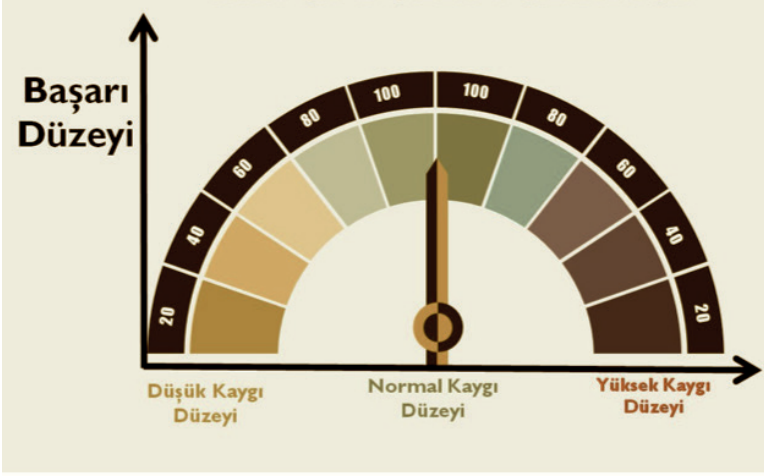 Başarı
Düzeyi
20
40
60
80
100
100
80
60
40
20
Düşük Kaygı
Düzeyi
Normal Kaygı
Düzeyi
Yüksek Kaygı
Düzeyi